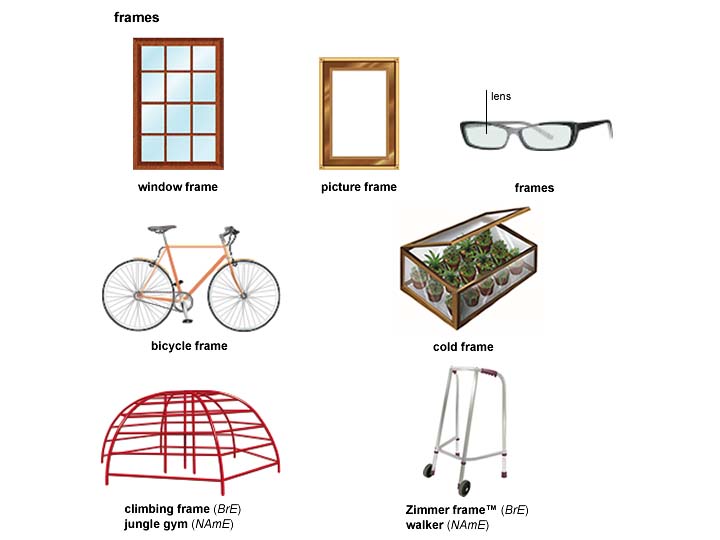 frames
lens
window frame
picture frame
frames
bicycle frame
cold frame
climbing frame (BrE)
jungle gym (NAmE)
Zimmer frame™ (BrE)
walker (NAmE)